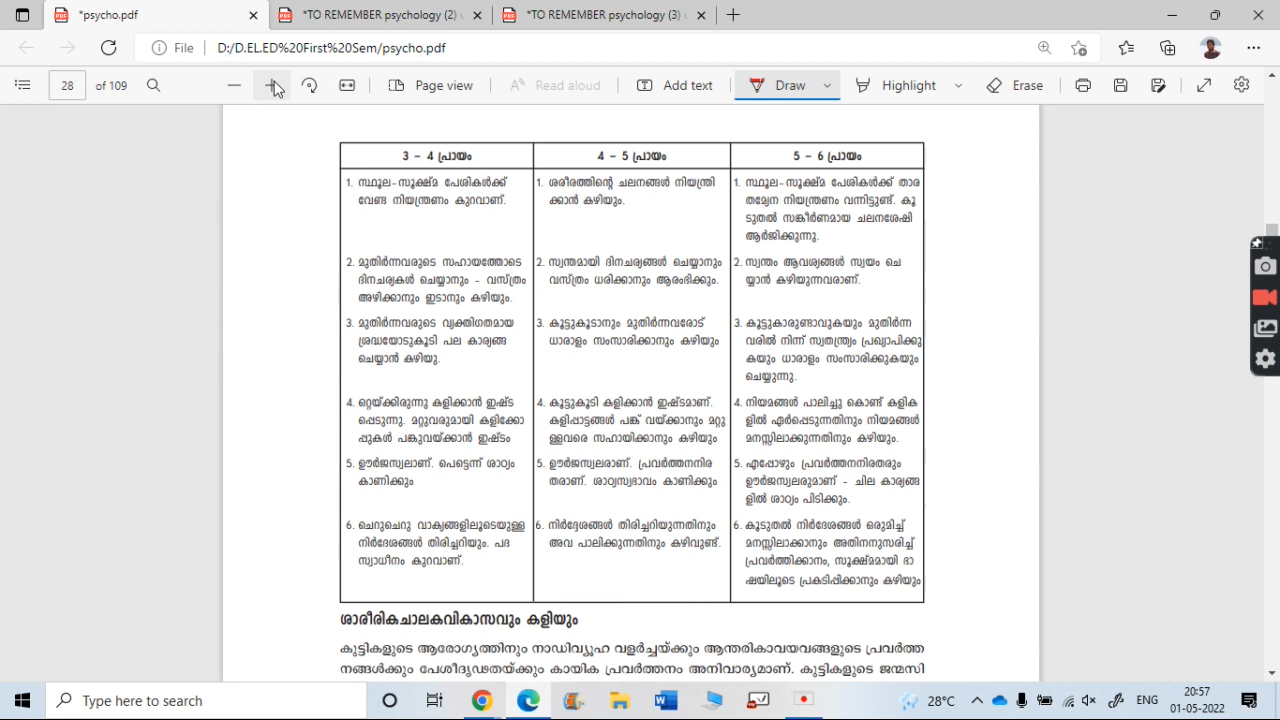 *psycho.pdf
*TO REMEMBER psychology (2) u
*TO REMEMBER psychology (3) u
File
D:/D.EL.ED%20First%20Sem/psycho.pdf
28
of 109
Page view
Read aloud
Add text
Draw
Highlight
Erase
3 - 4 പ്രായം
4 - 5 പ്രായം
5 - 6 പ്രായം
1. സ്ഥൂല-സൂക്ഷ്മ പേശികൾക്ക്
വേണ്ട നിയന്ത്രണം കുറവാണ്.
1. ശരീരത്തിന്റെ ചലനങ്ങൾ നിയന്ത്രി
ക്കാൻ കഴിയും.
1. സ്ഥൂല-സൂക്ഷ്മ പേശികൾക്ക് താര
തമ്യേന നിയന്ത്രണം വന്നിട്ടുണ്ട്. കൂ
ടുതൽ സങ്കീർണമായ ചലനശേഷി
ആർജിക്കുന്നു.
2. മുതിർന്നവരുടെ സഹായത്തോടെ
ദിനചര്യകൾ ചെയ്യാനും - വസ്ത്രം
അഴിക്കാനും ഇടാനും കഴിയും.
2. സ്വന്തമായി ദിനചര്യങ്ങൾ ചെയ്യാനും
വസ്ത്രം ധരിക്കാനും ആരംഭിക്കും.
2. സ്വന്തം ആവശ്യങ്ങൾ സ്വയം ചെ
യ്യാൻ കഴിയുന്നവരാണ്.
3. മുതിർന്നവരുടെ വ്യക്തിഗതമായ
ശ്രദ്ധയോടുകൂടി പല കാര്യങ്ങ
ചെയ്യാൻ കഴിയൂ.
3. കൂട്ടുകൂടാനും മുതിർന്നവരോട്
ധാരാളം സംസാരിക്കാനും കഴിയും
3. കൂട്ടുകാരുണ്ടാവുകയും മുതിർന്ന
വരിൽ നിന്ന് സ്വതന്ത്ര്യം പ്രഖ്യാപിക്കു
കയും ധാരാളം സംസാരിക്കുകയും
ചെയ്യുന്നു.
4. ഒറ്റയ്ക്കിരുന്നു കളിക്കാൻ ഇഷ്ട
പ്പെടുന്നു. മറ്റുവരുമായി കളിക്കോ
പ്പുകൾ പങ്കുവയ്ക്കാൻ ഇഷ്ടം
4. കൂട്ടുകൂടി കളിക്കാൻ ഇഷ്ടമാണ്.
കളിപ്പാട്ടങ്ങൾ പങ്ക് വയ്ക്കാനും മറ്റു
ള്ളവരെ സഹായിക്കാനും കഴിയും
4. നിയമങ്ങൾ പാലിച്ചു കൊണ്ട് കളിക
ളിൽ ഏർപ്പെടുന്നതിനും നിയമങ്ങൾ
മനസ്സിലാക്കുന്നതിനും കഴിയും.
5. ഊർജസ്വലാണ്. പെട്ടെന്ന് ശാഠ്യം
കാണിക്കും
5. ഊർജസ്വലരാണ്. പ്രവർത്തനനിര
തരാണ്. ശാഠ്യസ്വഭാവം കാണിക്കും
5. എപ്പോഴും പ്രവർത്തനനിരതരും
ഊർജസ്വലരുമാണ് - ചില കാര്യങ്ങ
ളിൽ ശാഠ്യം പിടിക്കും.
6. ചെറുചെറു വാക്യങ്ങളിലൂടെയുള്ള
നിർദേശങ്ങൾ തിരിച്ചറിയും. പദ
സ്വാധീനം കുറവാണ്.
6. നിർദ്ദേശങ്ങൾ തിരിച്ചറിയുന്നതിനും
അവ പാലിക്കുന്നതിനും കഴിവുണ്ട്.
6. കൂടുതൽ നിർദേശങ്ങൾ ഒരുമിച്ച്
മനസ്സിലാക്കാനും അതിനനുസരിച്ച്
പ്രവർത്തിക്കാനം, സൂക്ഷ്മമായി ഭാ
ഷയിലൂടെ പ്രകടിപ്പിക്കാനും കഴിയും
ശാരീരികചാലകവികാസവും കളിയും
കുട്ടികളുടെ ആരോഗ്യത്തിനും നാഡിവ്യൂഹ വളർച്ചയ്ക്കും ആന്തരികാവയവങ്ങളുടെ പ്രവർത്ത
നങ്ങൾക്കും പേശീദൃഢതയ്ക്കും കായിക പ്രവർത്തനം അനിവാര്യമാണ്. കുട്ടികളുടെ ജന്മസി
Type here to search
28°C
ENG
20:57
01-05-2022